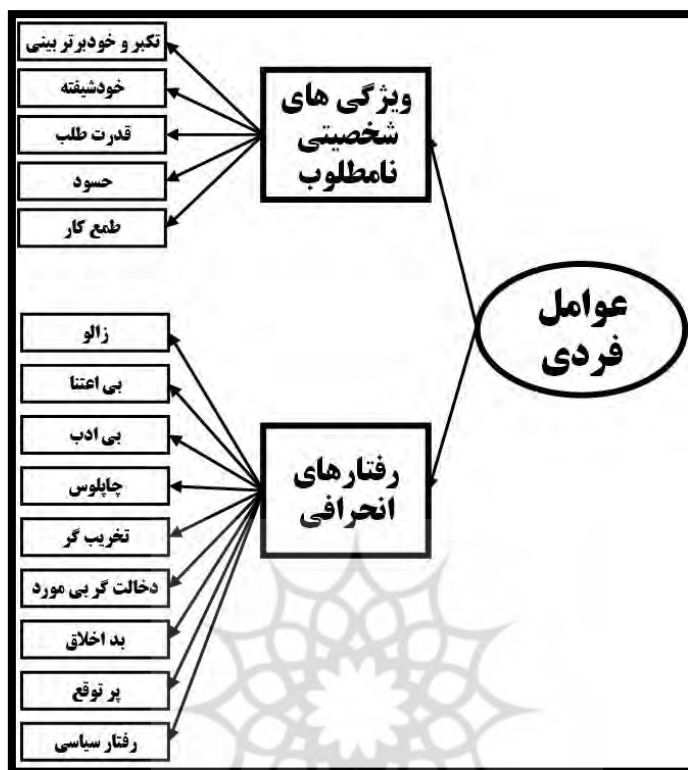 عوامل
فردی
ویژگی های
شخصیتی
نامطلوب
تکبر و خودبرتر بینی
خودشیفته
قدرت طلب
حسود
طمع کار
رفتارهای
انحرافی
زالو
بی اعتنا
بی ادب
چاپلوس
تخریب گر
دخالت گر بی مورد
بد اخلاق
پر توقع
رفتار سیاسی